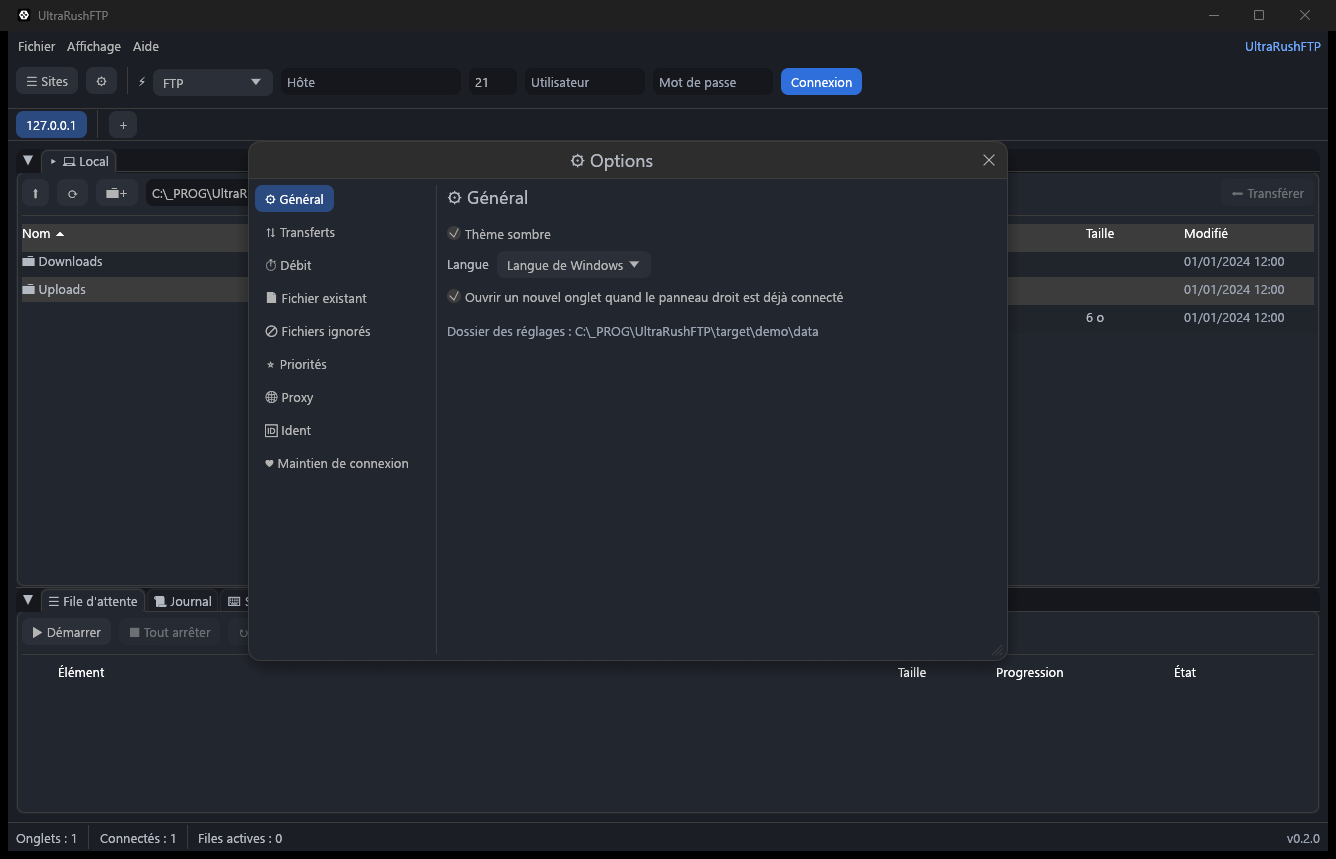 UltraRushFTP
Fichier Affichage Aide UltraRushFTP
Sites FTP Hôte 21 Utilisateur Mot de passe Connexion
127.0.0.1 +
Local
C:\_PROG\UltraR Transférer
Nom Taille Modifié
Downloads 01/01/2024 12:00
Uploads 01/01/2024 12:00
6 o 01/01/2024 12:00
Options
Général
Transferts
Débit
Fichier existant
Fichiers ignorés
Priorités
Proxy
Ident
Maintien de connexion
Général
Thème sombre
Langue Langue de Windows
Ouvrir un nouvel onglet quand le panneau droit est déjà connecté
Dossier des réglages : C:\_PROG\UltraRushFTP\target\demo\data
File d'attente Journal
Démarrer Tout arrêter
Élément Taille Progression État
Onglets : 1 Connectés : 1 Files actives : 0 v0.2.0